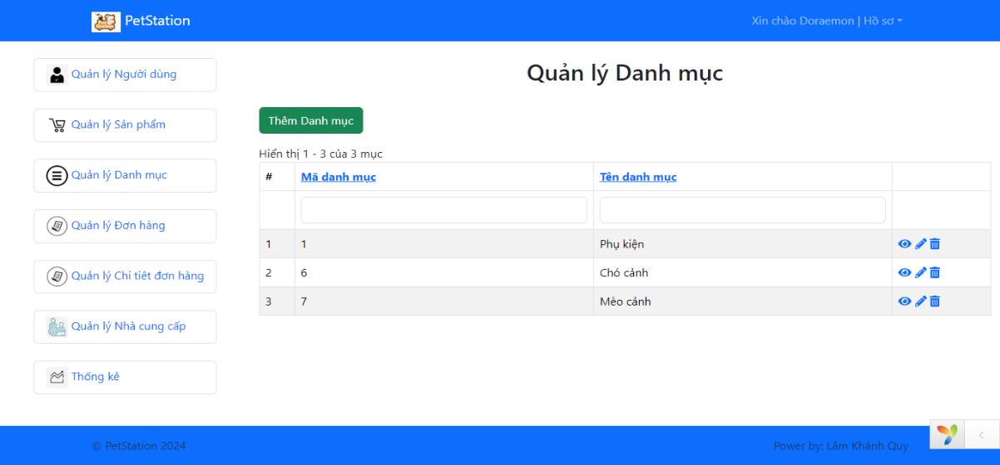 PetStation
Xin chào Doraemon | Hồ sơ
Quản lý Người dùng
Quản lý Sản phẩm
Quản lý Danh mục
Quản lý Đơn hàng
Quản lý Chi tiết đơn hàng
Quản lý Nhà cung cấp
Thống kê
Quản lý Danh mục
Thêm Danh mục
Hiển thị 1 - 3 của 3 mục
# Mã danh mục Tên danh mục
1 1 Phụ kiện
2 6 Chó cảnh
3 7 Mèo cảnh
© PetStation 2024
Power by: Lâm Khánh Quy